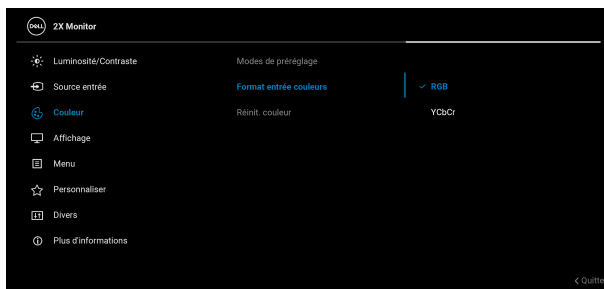 DELL 2X Monitor
Luminosité/Contraste Modes de préréglage
Source entrée Format entrée couleurs RGB
Couleur Réinit. couleur YCbCr
Affichage
Menu
Personnaliser
Divers
Plus d'informations
Quitte